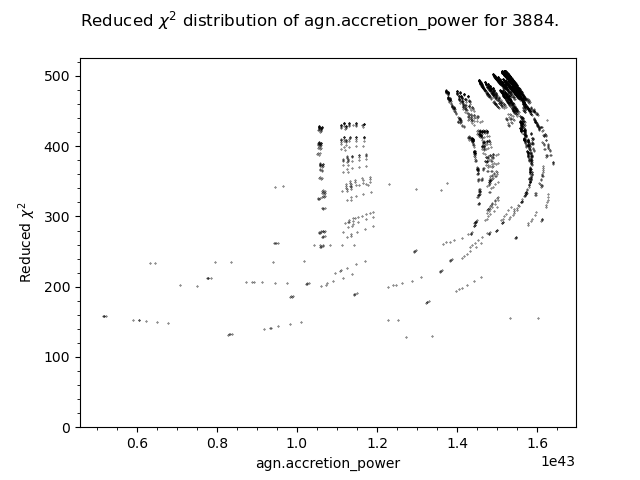 Reduced χ² distribution of agn.accretion_power for 3884.
500
400
300
200
100
0
Reduced χ²
0.6 0.8 1.0 1.2 1.4 1.6
1e43
agn.accretion_power